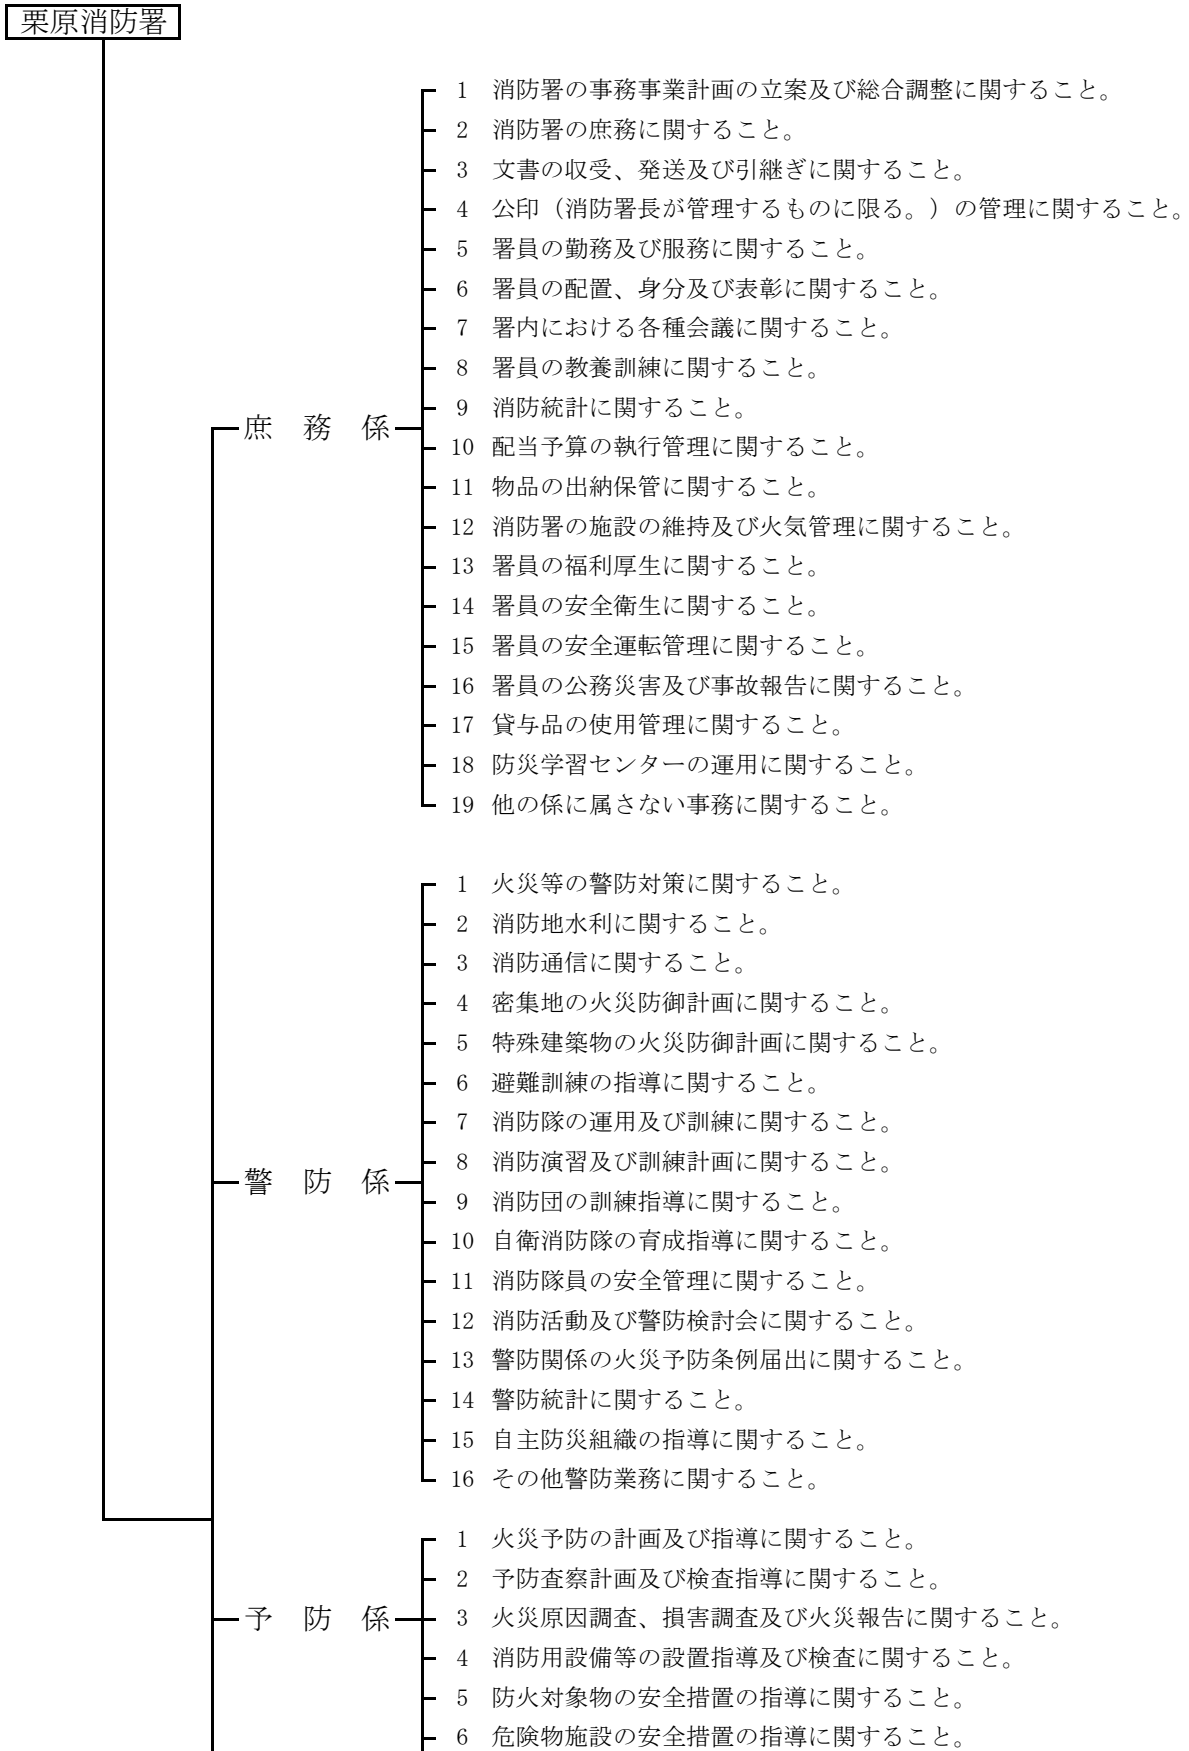 栗原消防署
1 消防署の事務事業計画の立案及び総合調整に関すること。
2 消防署の庶務に関すること。
3 文書の収受、発送及び引継ぎに関すること。
4 公印（消防署長が管理するものに限る。）の管理に関すること。
5 署員の勤務及び服務に関すること。
6 署員の配置、身分及び表彰に関すること。
7 署内における各種会議に関すること。
8 署員の教養訓練に関すること。
9 消防統計に関すること。
庶 務 係
10 配当予算の執行管理に関すること。
11 物品の出納保管に関すること。
12 消防署の施設の維持及び火気管理に関すること。
13 署員の福利厚生に関すること。
14 署員の安全衛生に関すること。
15 署員の安全運転管理に関すること。
16 署員の公務災害及び事故報告に関すること。
17 貸与品の使用管理に関すること。
18 防災学習センターの運用に関すること。
19 他の係に属さない事務に関すること。
1 火災等の警防対策に関すること。
2 消防地水利に関すること。
3 消防通信に関すること。
4 密集地の火災防御計画に関すること。
5 特殊建築物の火災防御計画に関すること。
6 避難訓練の指導に関すること。
7 消防隊の運用及び訓練に関すること。
8 消防演習及び訓練計画に関すること。
警 防 係
9 消防団の訓練指導に関すること。
10 自衛消防隊の育成指導に関すること。
11 消防隊員の安全管理に関すること。
12 消防活動及び警防検討会に関すること。
13 警防関係の火災予防条例届出に関すること。
14 警防統計に関すること。
15 自主防災組織の指導に関すること。
16 その他警防業務に関すること。
1 火災予防の計画及び指導に関すること。
2 予防査察計画及び検査指導に関すること。
予 防 係
3 火災原因調査、損害調査及び火災報告に関すること。
4 消防用設備等の設置指導及び検査に関すること。
5 防火対象物の安全措置の指導に関すること。
6 危険物施設の安全措置の指導に関すること。